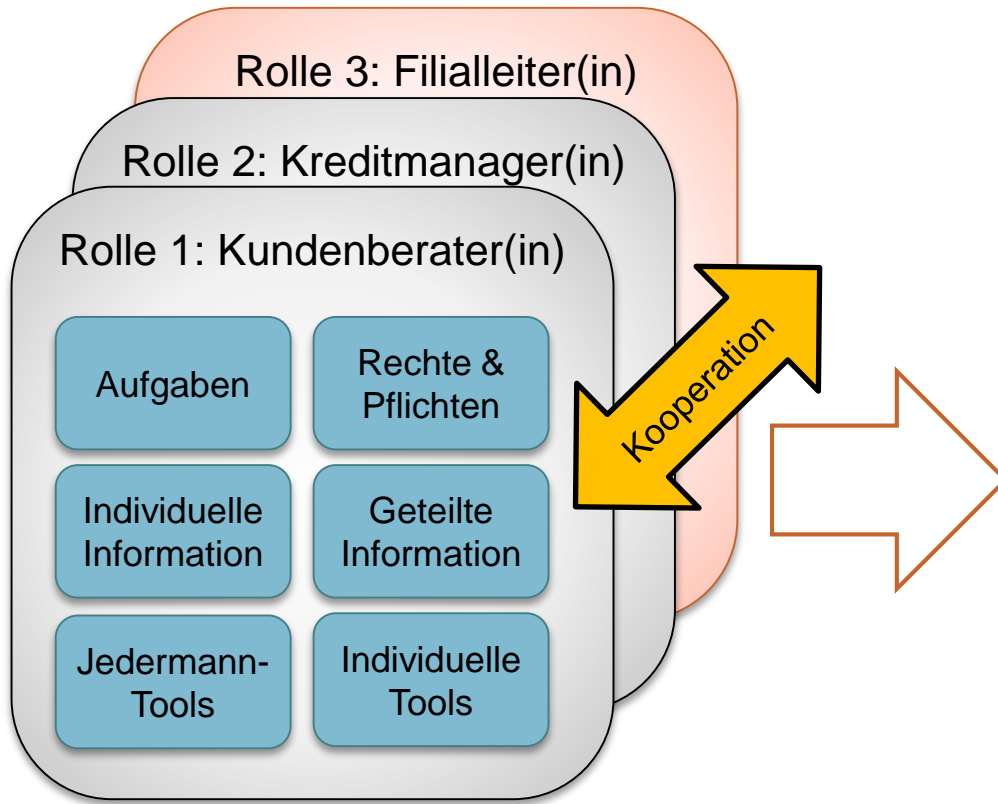 Rolle 3: Filialleiter(in)
Rolle 2: Kreditmanager(in)
Rolle 1: Kundenberater(in)
Aufgaben
Rechte &
Pflichten
Individuelle
Information
Geteilte
Information
Jedermann-
Tools
Individuelle
Tools
Kooperation